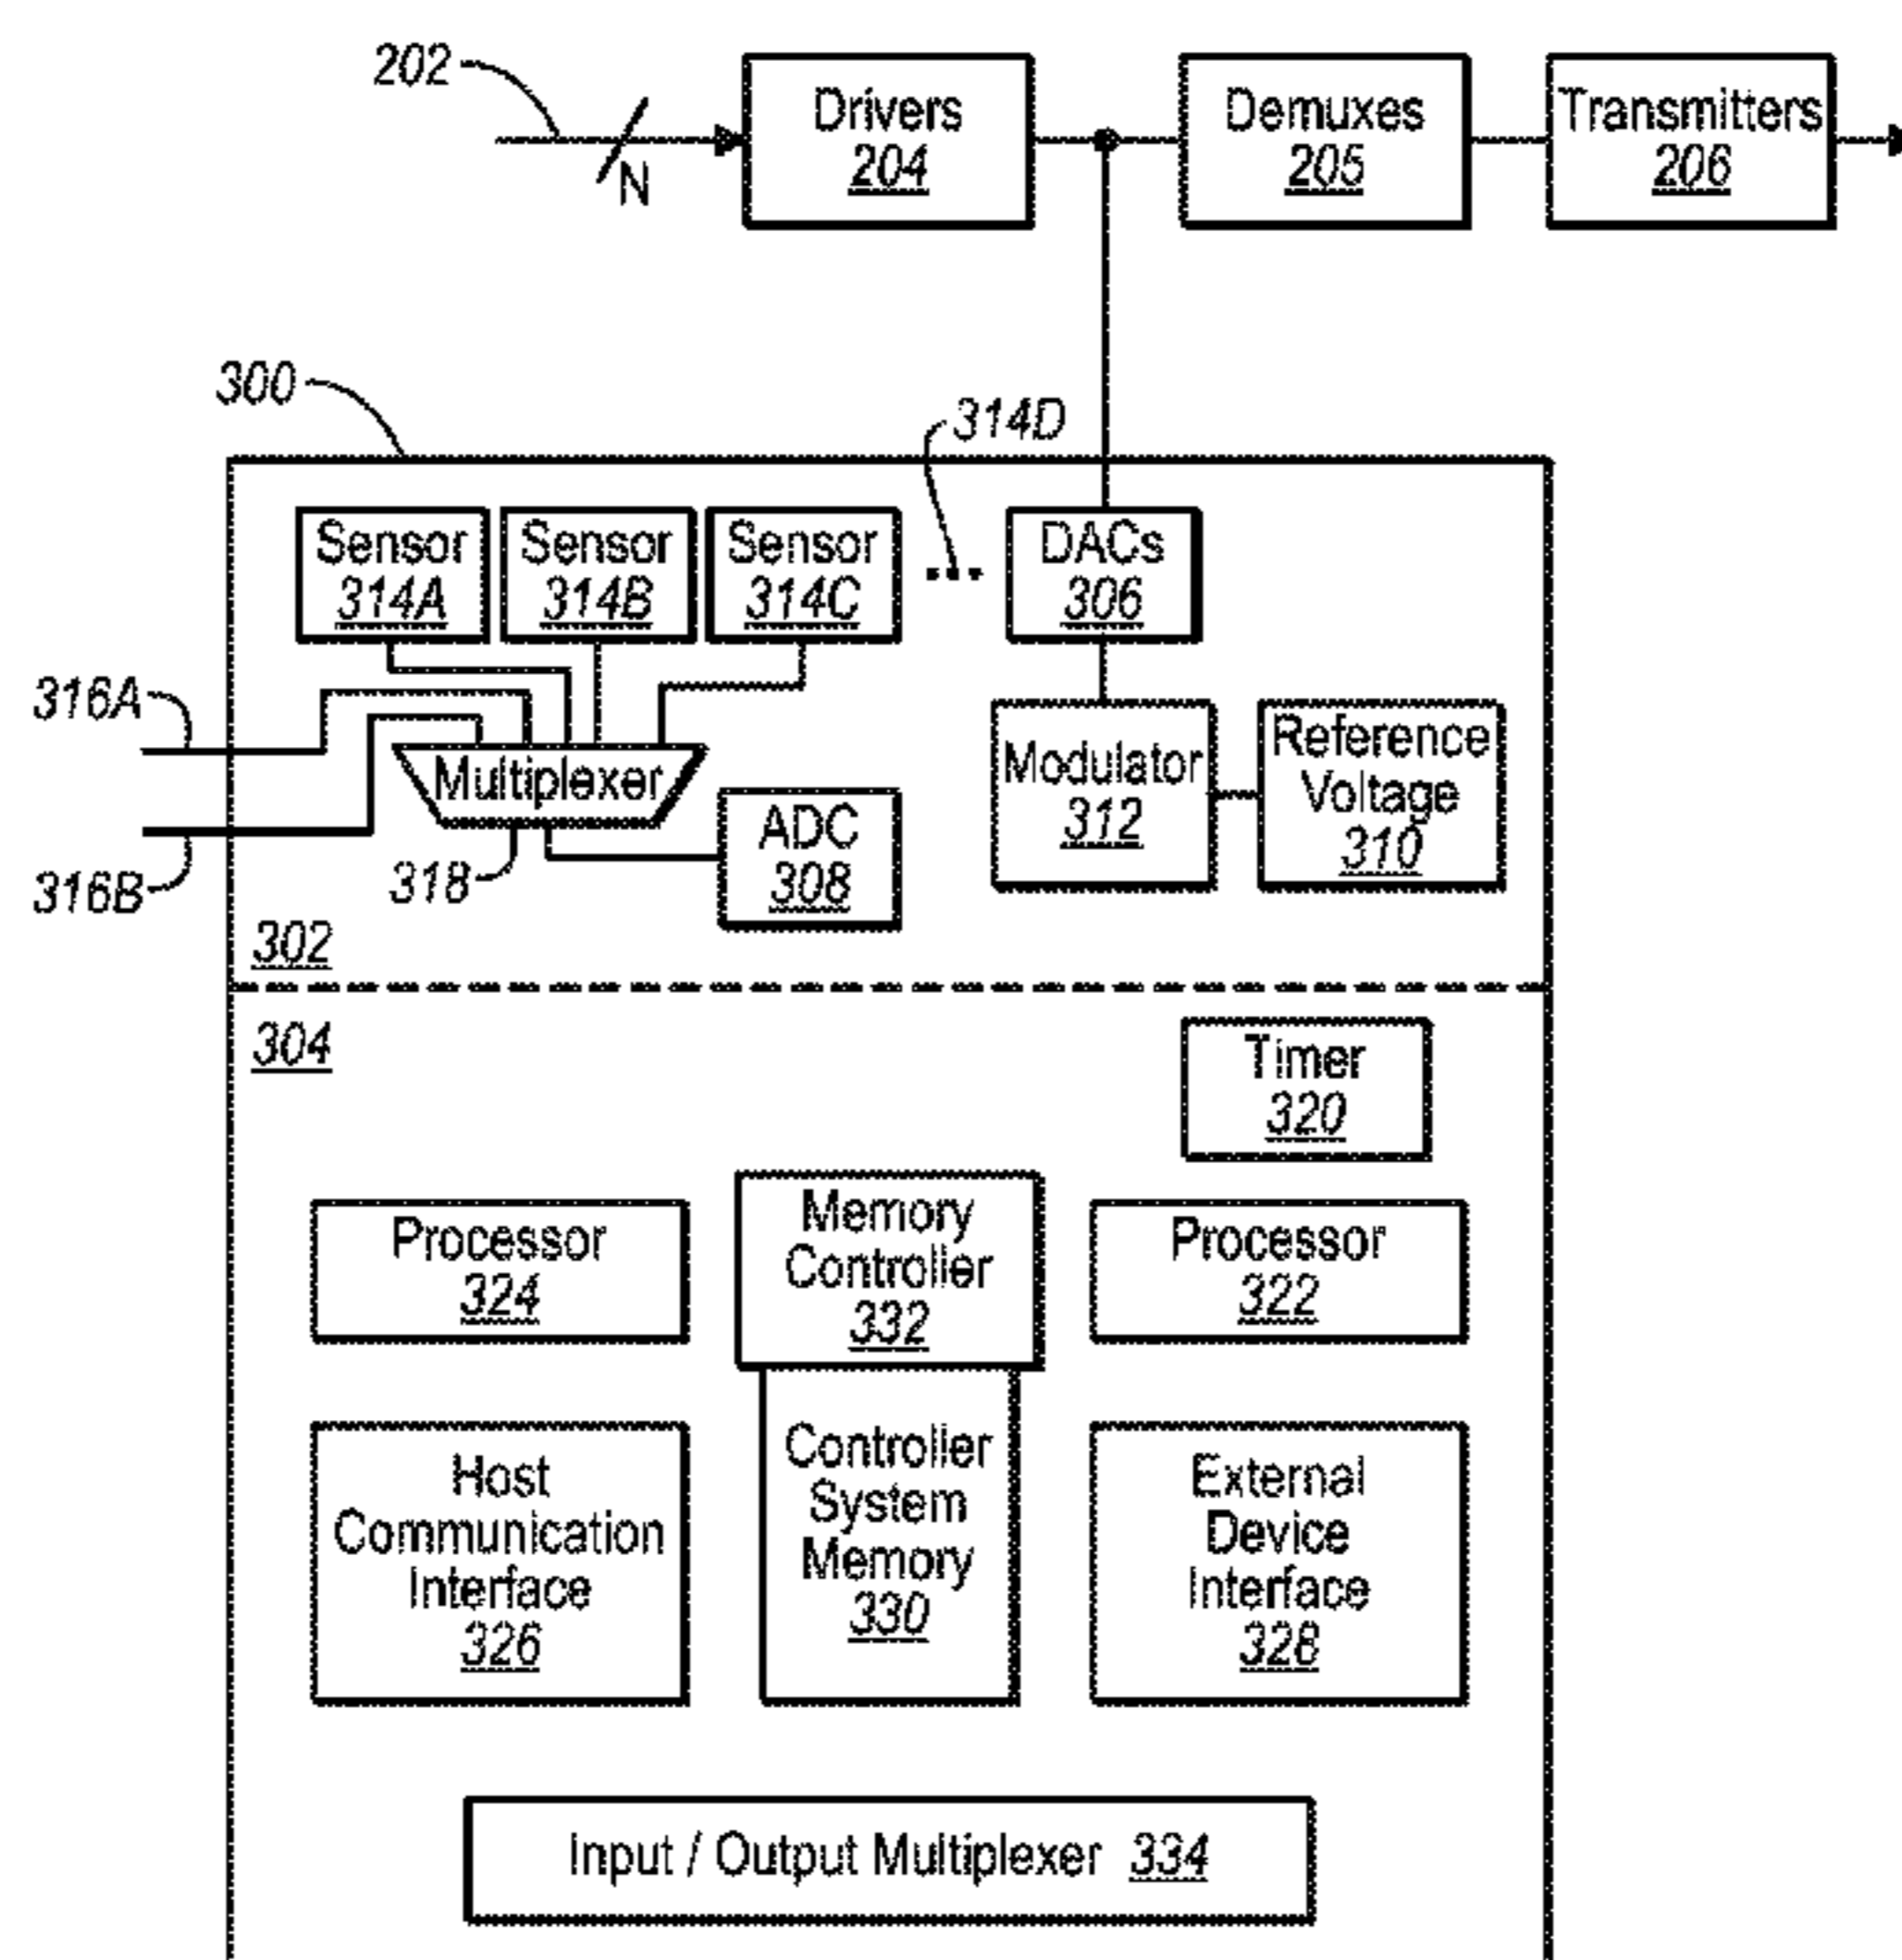 202
N
Drivers
204
Demuxes
205
Transmitters
206
300
314D
Sensor
314A
Sensor
314B
Sensor
314C
DACs
306
316A
316B
Multiplexer
318
ADC
308
Modulator
312
Reference
Voltage
310
302
304
Timer
320
Processor
324
Memory
Controller
332
Processor
322
Host
Communication
Interface
326
Controller
System
Memory
330
External
Device
Interface
328
Input / Output Multiplexer 334